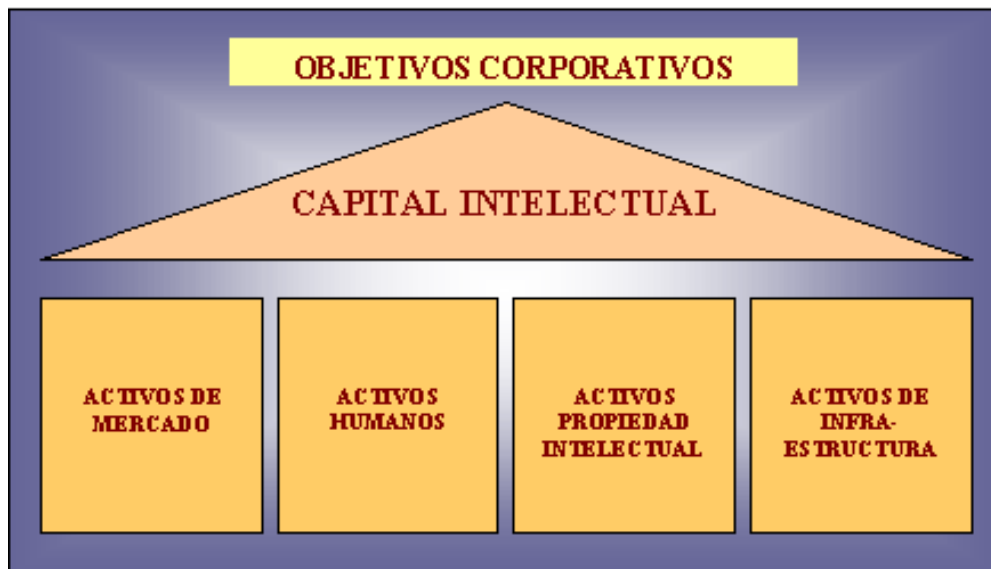 OBJETIVOS CORPORATIVOS
CAPITAL INTELECTUAL
ACTIVOS DE
MERCADO
ACTIVOS
HUMANOS
ACTIVOS
PROPIEDAD
INTELECTUAL
ACTIVOS DE
INFRA-
ESTRUCTURA